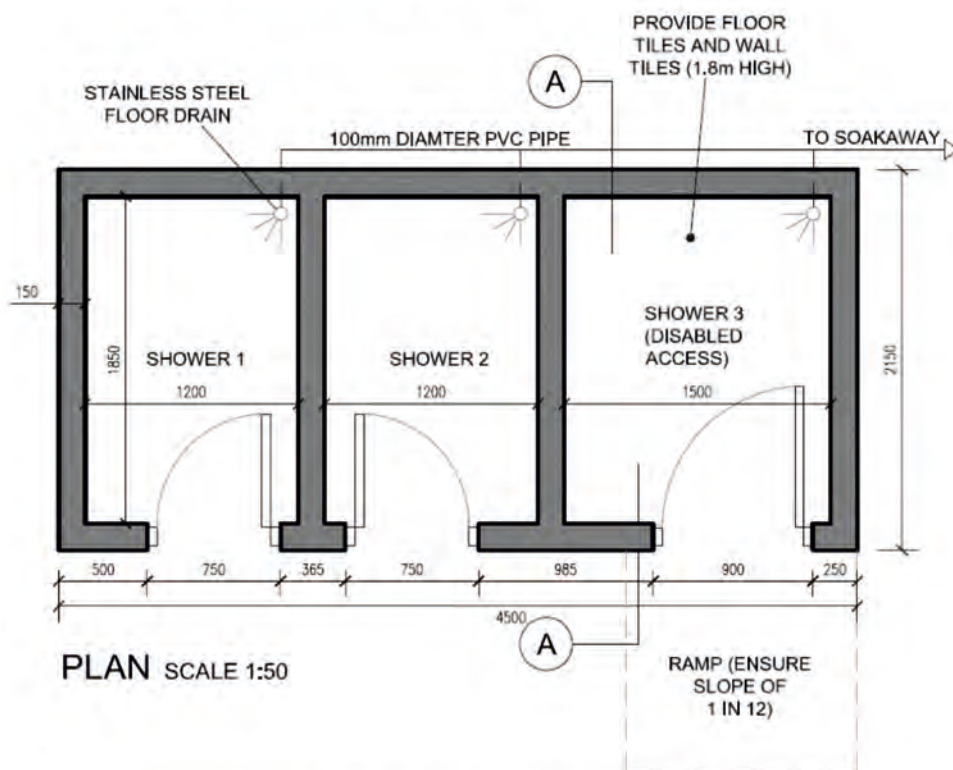 PROVIDE FLOOR
TILES AND WALL
TILES (1.8m HIGH)
A
STAINLESS STEEL
FLOOR DRAIN
100mm DIAMTER PVC PIPE
TO SOAKAWAY
150
1850
SHOWER 1
1200
SHOWER 2
1200
SHOWER 3
(DISABLED
ACCESS)
1500
2150
500
750
365
750
985
900
250
4500
A
PLAN SCALE 1:50
RAMP (ENSURE
SLOPE OF
1 IN 12)